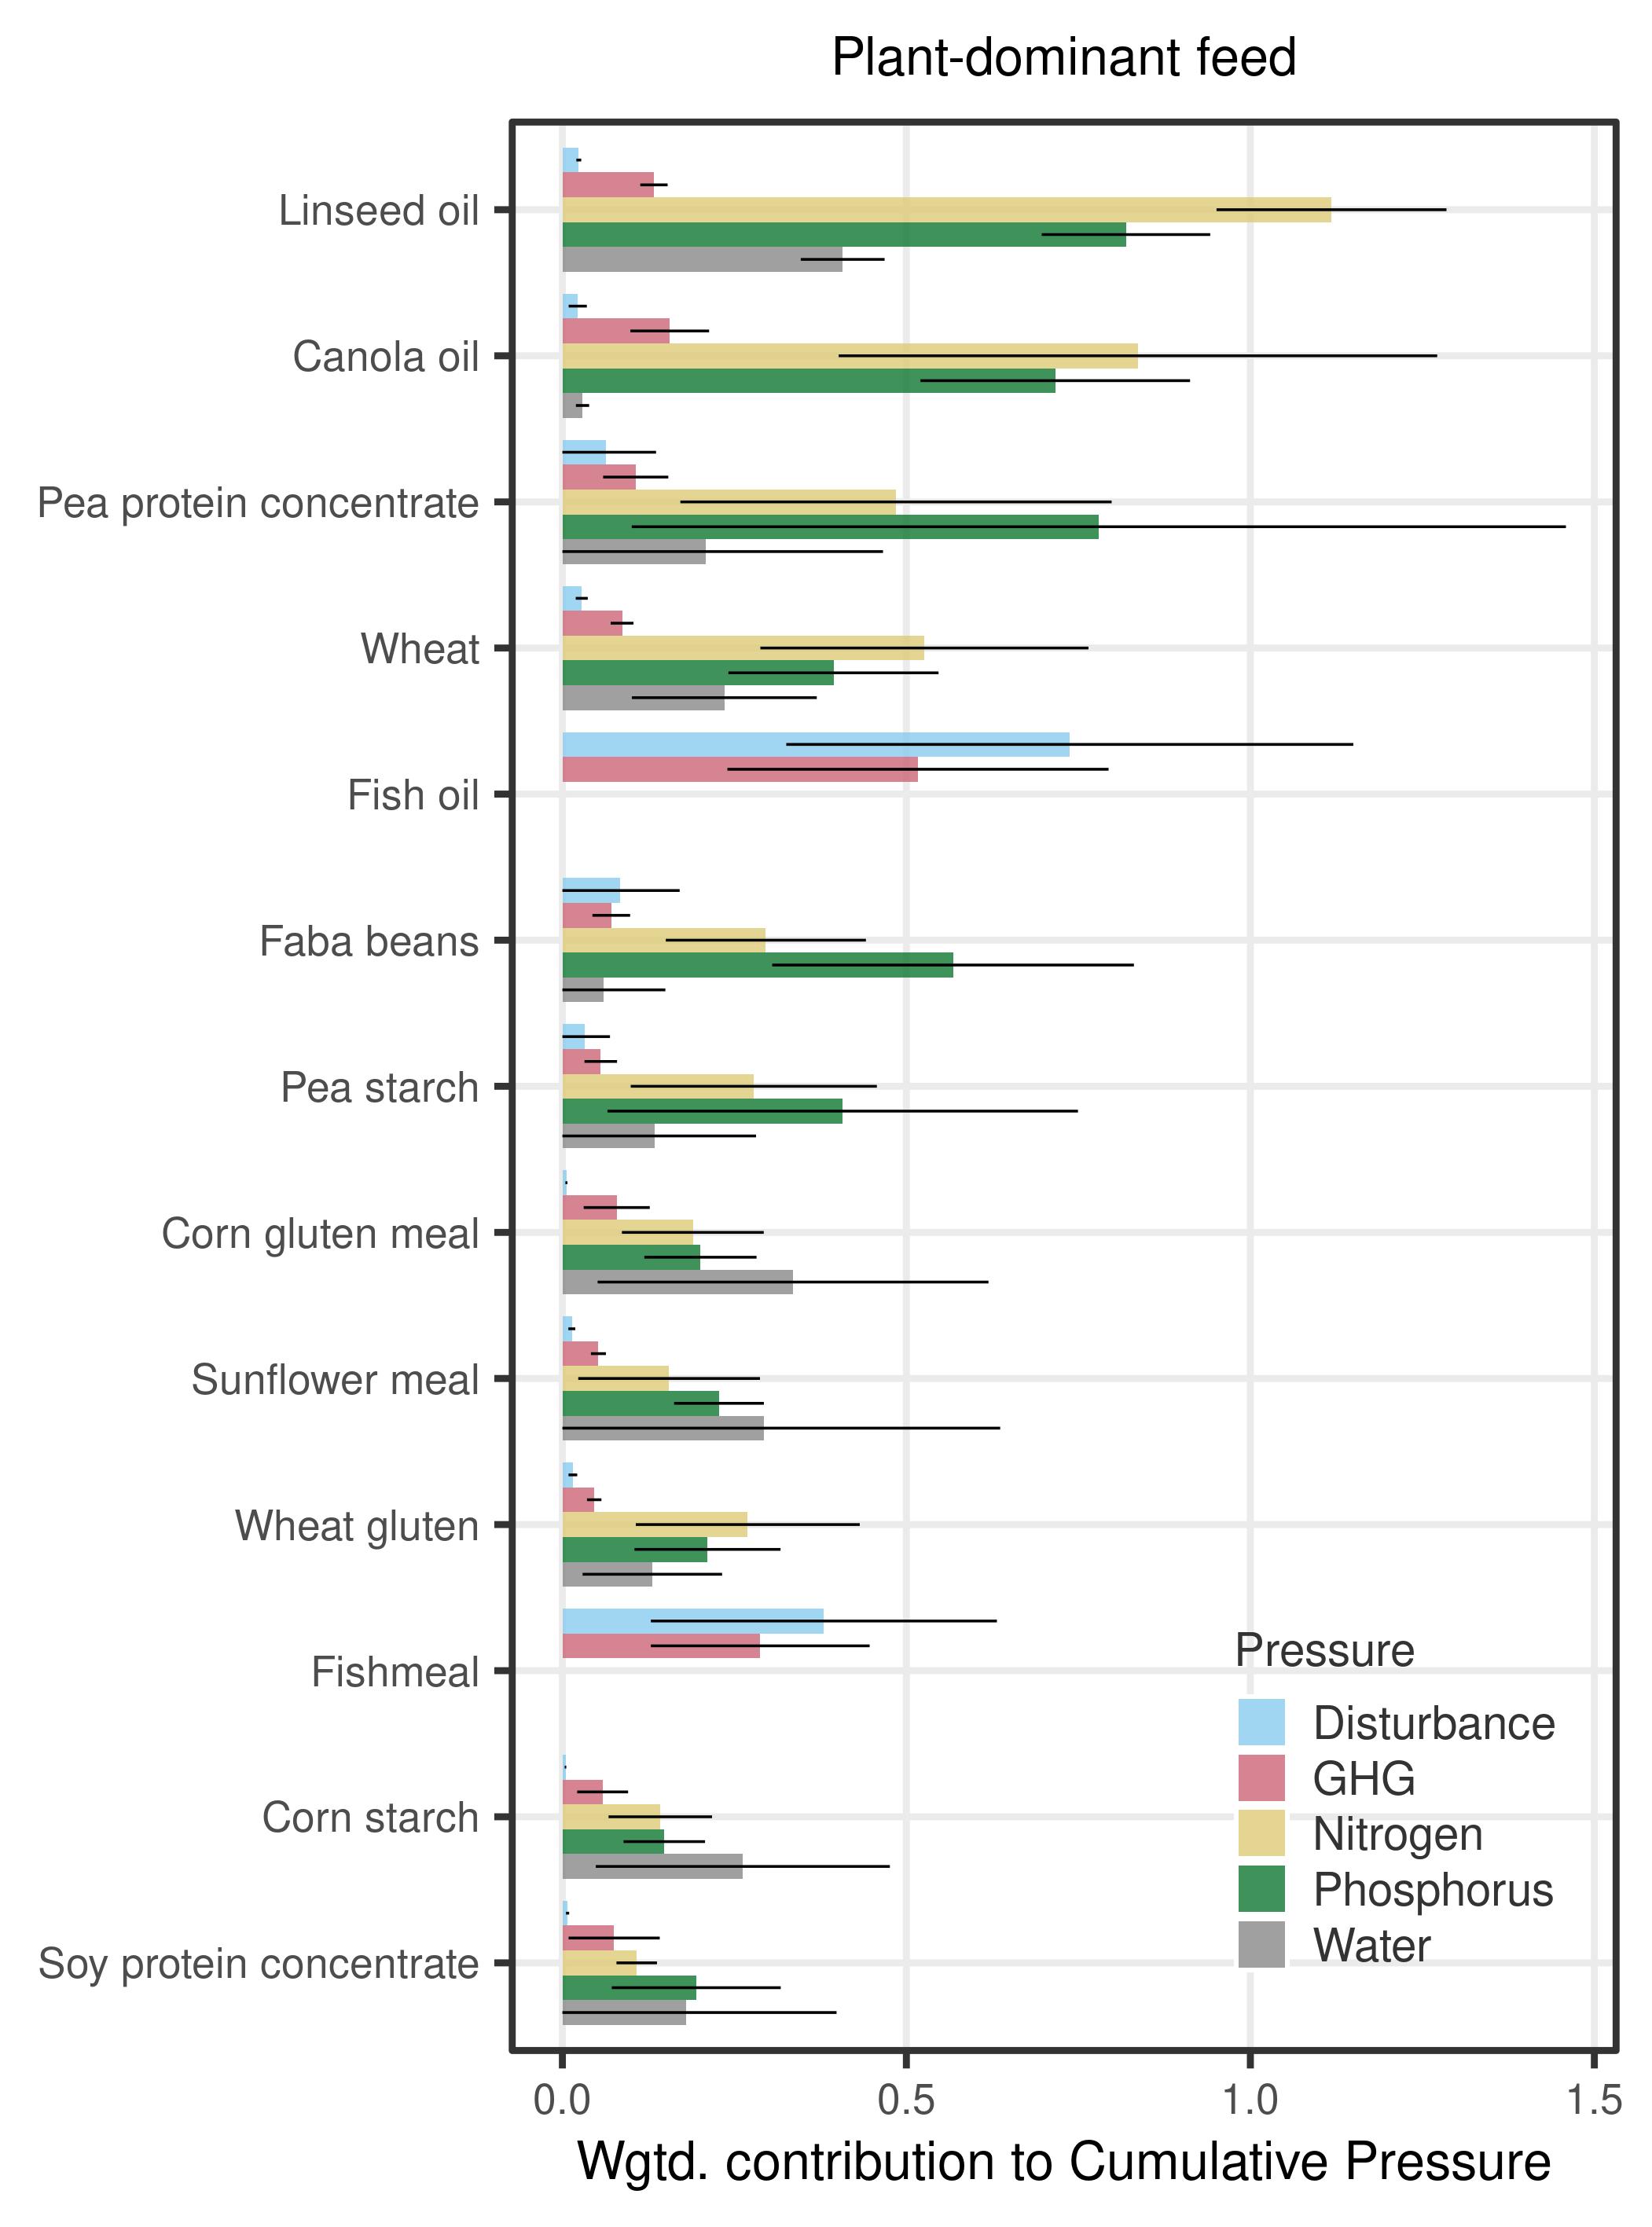 Plant-dominant feed
Linseed oil
Canola oil
Pea protein concentrate
Wheat
Fish oil
Faba beans
Pea starch
Corn gluten meal
Sunflower meal
Wheat gluten
Fishmeal
Corn starch
Soy protein concentrate
Pressure
Disturbance
GHG
Nitrogen
Phosphorus
Water
0.0 0.5 1.0 1.5
Wgtd. contribution to Cumulative Pressure